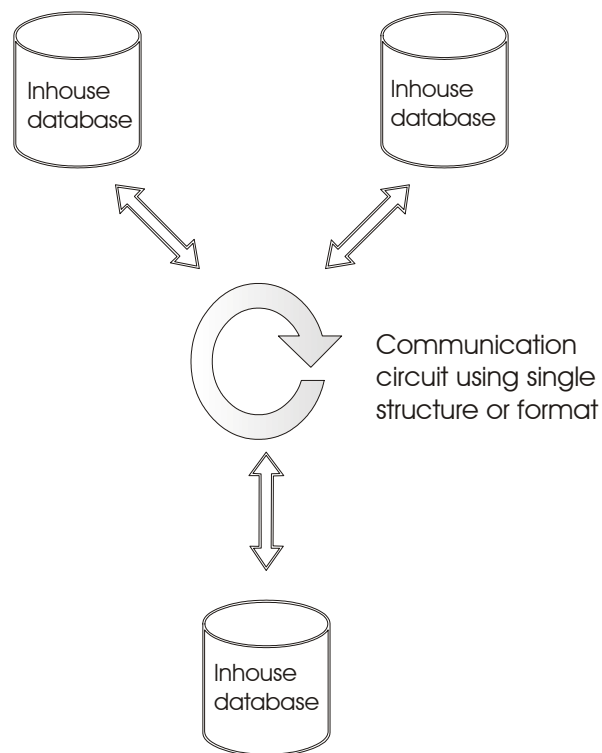 Inhouse
database
Inhouse
database
Communication
circuit using single
structure or format
Inhouse
database